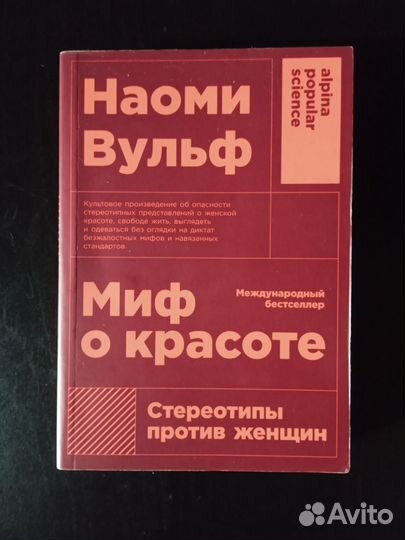 Наоми
Вульф
alpina
popular
science
Культовое произведение об опасности
стереотипных представлений о женской
красоте, свободе жить, выглядеть
и одеваться без оглядки на диктат
безжалостных мифов и навязанных
стандартов.
Международный
бестселлер
Миф
о красоте
Стереотипы
против женщин
Avito